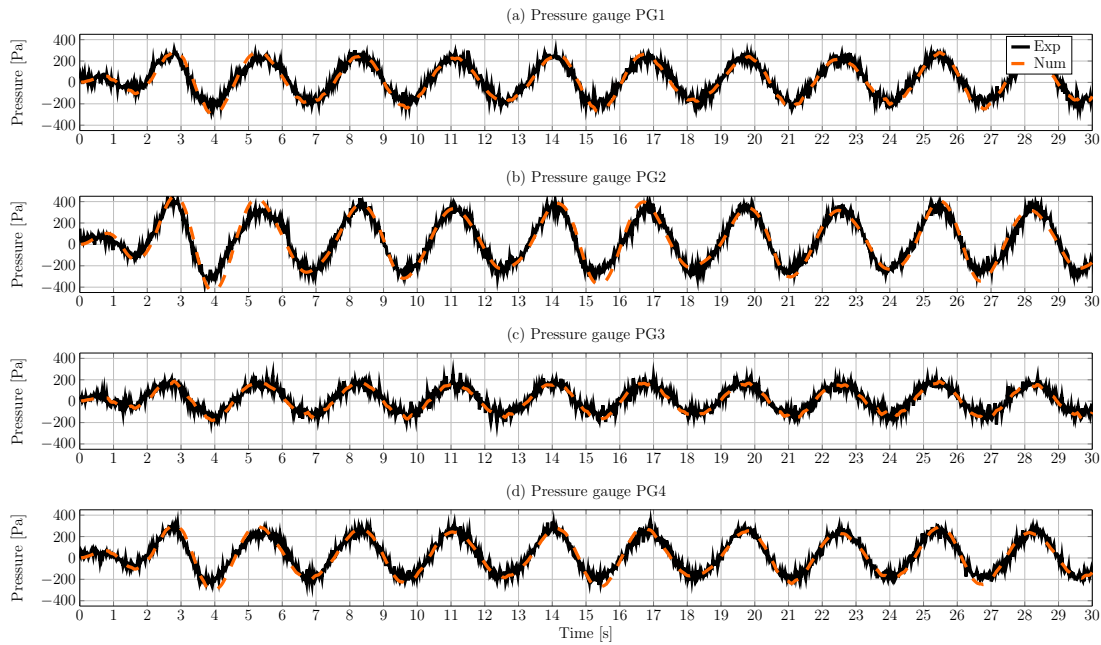 (a) Pressure gauge PG1
Pressure [Pa]
400
200
0
−200
−400
Exp
Num
0 1 2 3 4 5 6 7 8 9 10 11 12 13 14 15 16 17 18 19 20 21 22 23 24 25 26 27 28 29 30
(b) Pressure gauge PG2
Pressure [Pa]
400
200
0
−200
−400
0 1 2 3 4 5 6 7 8 9 10 11 12 13 14 15 16 17 18 19 20 21 22 23 24 25 26 27 28 29 30
(c) Pressure gauge PG3
Pressure [Pa]
400
200
0
−200
−400
0 1 2 3 4 5 6 7 8 9 10 11 12 13 14 15 16 17 18 19 20 21 22 23 24 25 26 27 28 29 30
(d) Pressure gauge PG4
Pressure [Pa]
400
200
0
−200
−400
0 1 2 3 4 5 6 7 8 9 10 11 12 13 14 15 16 17 18 19 20 21 22 23 24 25 26 27 28 29 30
Time [s]